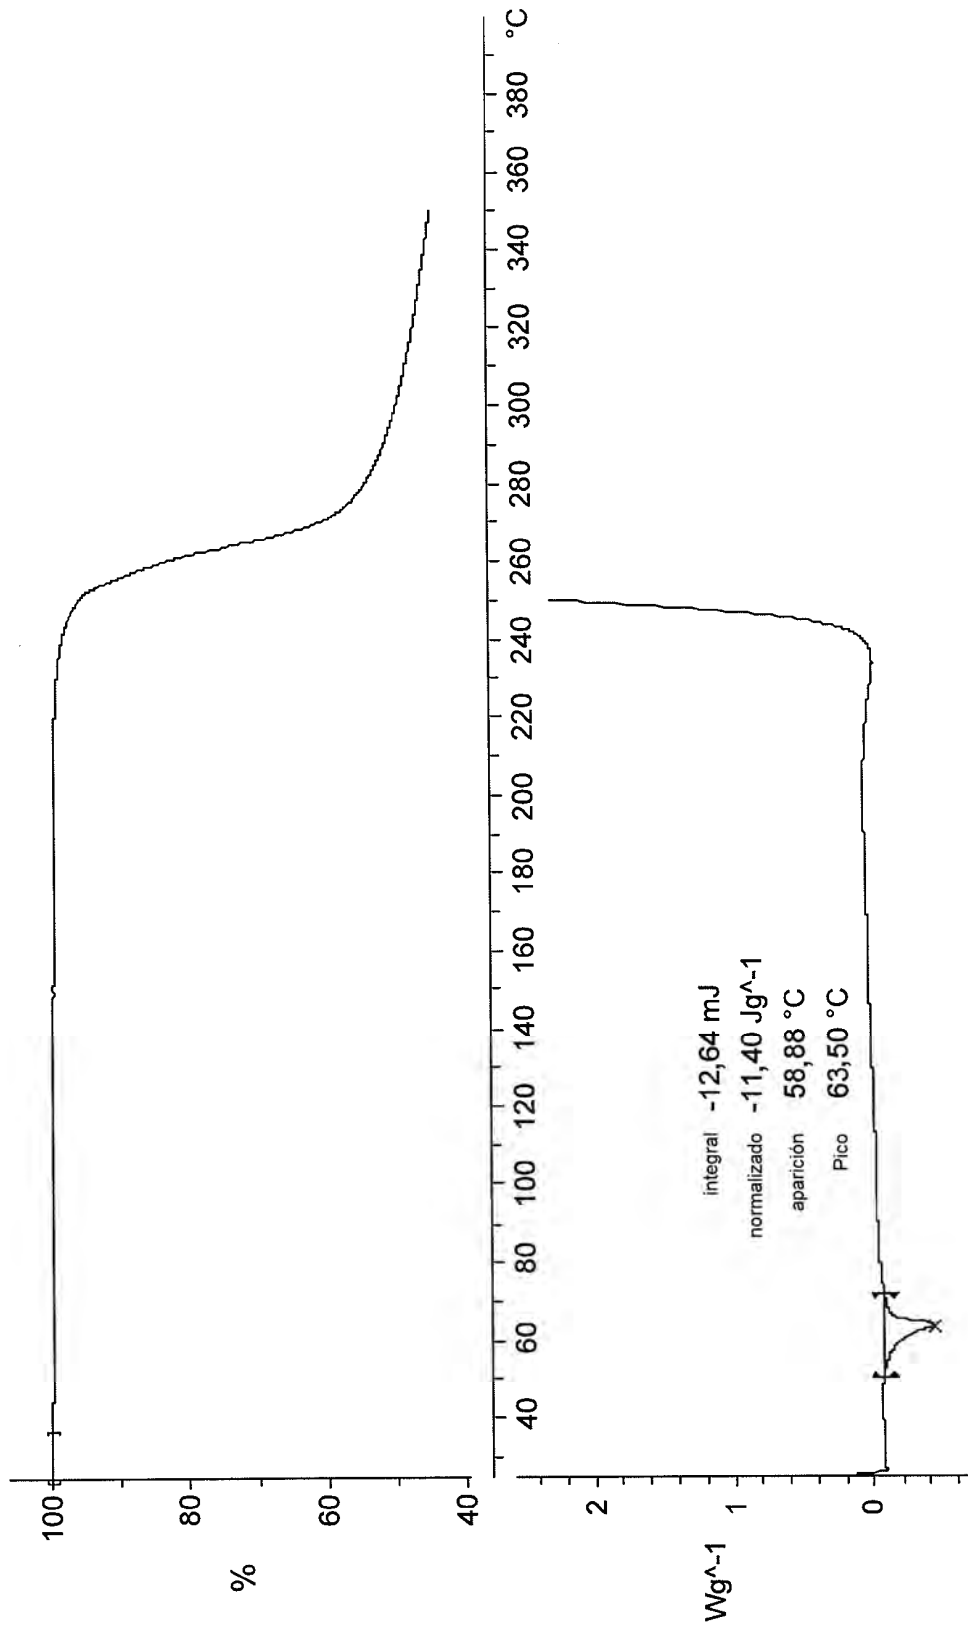 100
80
60
40
%
40 60 80 100 120 140 160 180 200 220 240 260 280 300 320 340 360 380 °C
2
1
0
Wg^-1
integral -12,64 mJ
normalizado -11,40 Jg^-1
aparición 58,88 °C
Pico 63,50 °C